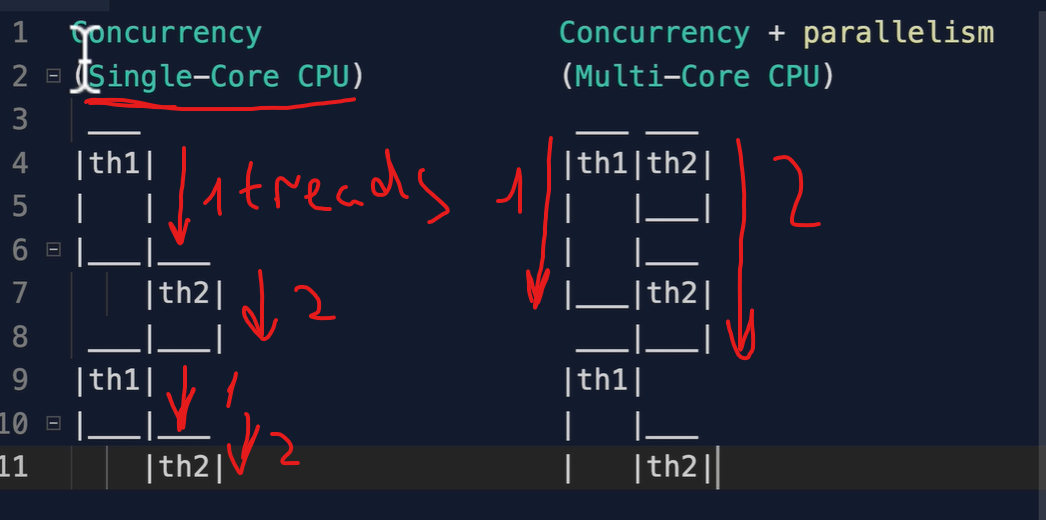 1 Concurrency Concurrency + parallelism
2 (Single-Core CPU) (Multi-Core CPU)
3 ___ ___ ___
4 |th1| |th1|th2|
5 | | | |___|
6 |___|___ | |___
7 |th2| |___|th2|
8 ___|___| ___|___|
9 |th1| |th1|
10 |___|___ | |___
11 |th2| | |th2||
1 treads 1 2
2
1
2